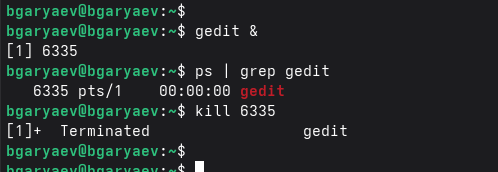 bgaryaev@bgaryaev:~$
bgaryaev@bgaryaev:~$ gedit &
[1] 6335
bgaryaev@bgaryaev:~$ ps | grep gedit
   6335 pts/1    00:00:00 gedit
bgaryaev@bgaryaev:~$ kill 6335
[1]+  Terminated                 gedit
bgaryaev@bgaryaev:~$
bgaryaev@bgaryaev:~$